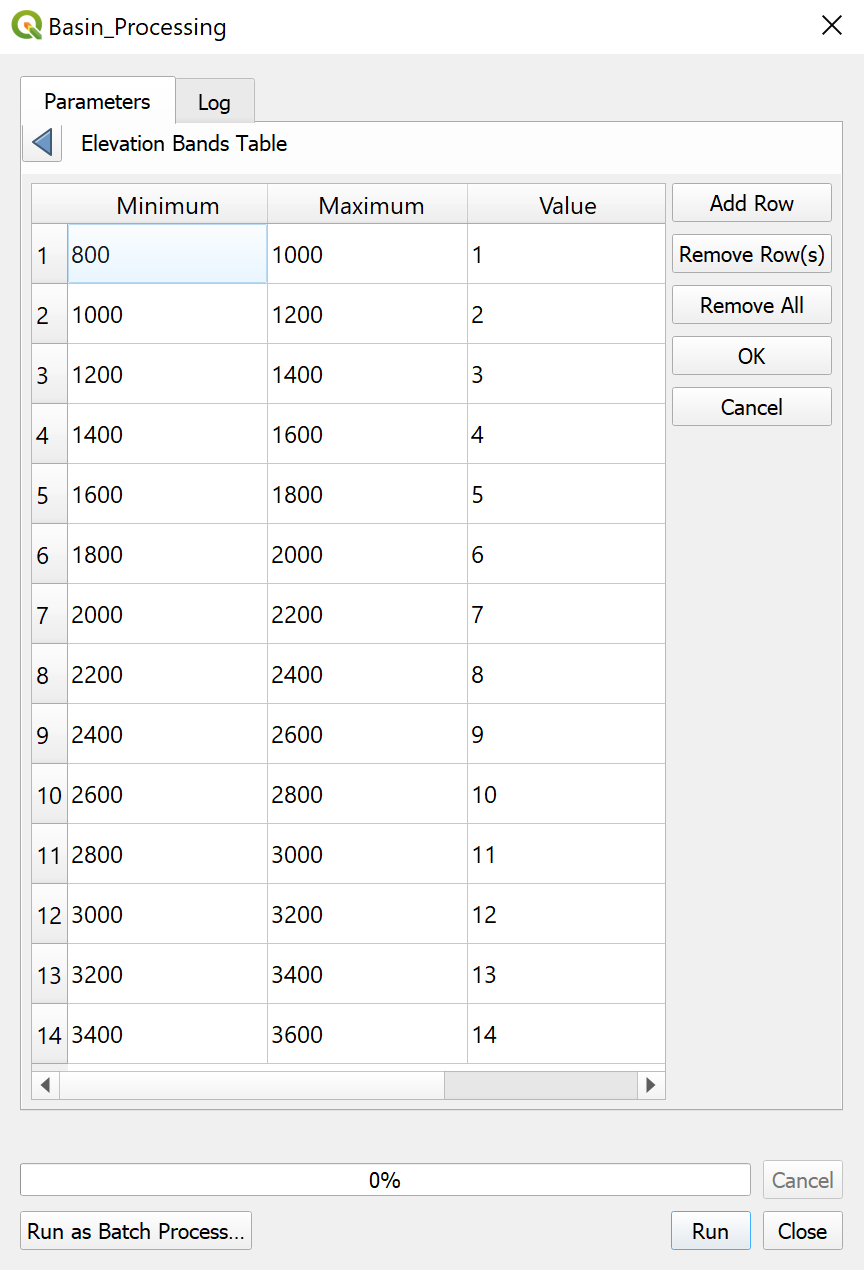 Basin_Processing
Parameters Log
Elevation Bands Table
Minimum Maximum Value
1 800 1000 1
2 1000 1200 2
3 1200 1400 3
4 1400 1600 4
5 1600 1800 5
6 1800 2000 6
7 2000 2200 7
8 2200 2400 8
9 2400 2600 9
10 2600 2800 10
11 2800 3000 11
12 3000 3200 12
13 3200 3400 13
14 3400 3600 14
Add Row
Remove Row(s)
Remove All
OK
Cancel
0% Cancel
Run as Batch Process... Run Close